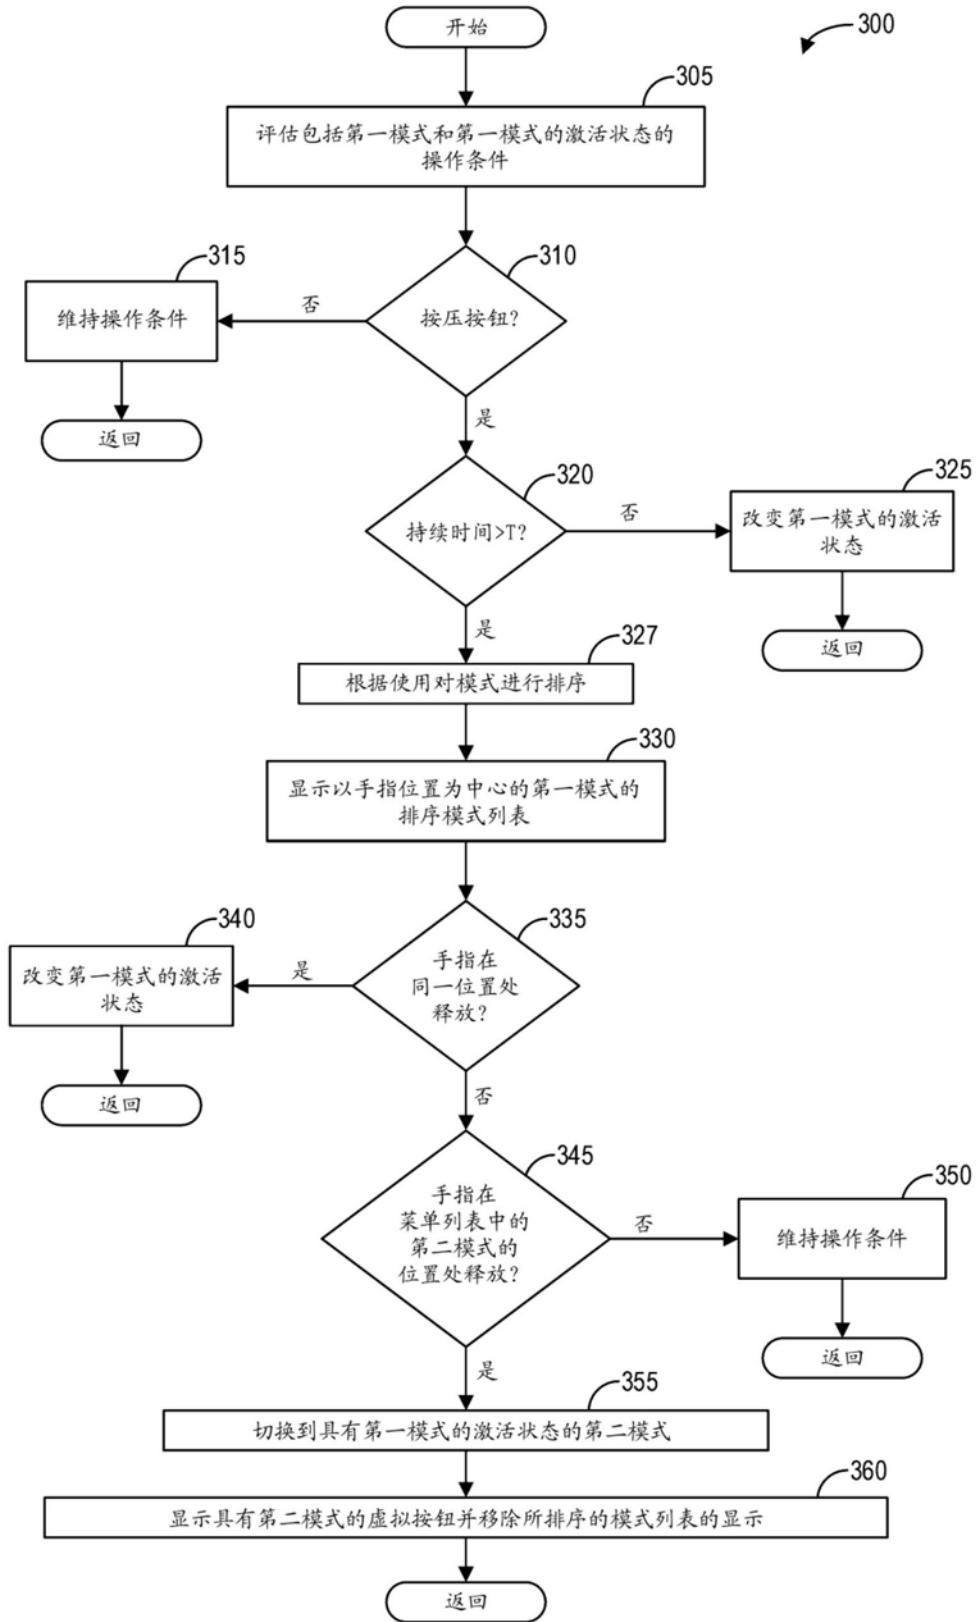 开始
300
305
评估包括第一模式和第一模式的激活状态的
操作条件
315
310
维持操作条件
否
按压按钮?
返回
是
320
325
持续时间>T?
否
改变第一模式的激活
状态
是
返回
327
根据使用对模式进行排序
330
显示以手指位置为中心的第一模式的
排序模式列表
340
335
改变第一模式的激活
状态
是
手指在
同一位置处
释放?
返回
否
345
350
手指在
菜单列表中的
第二模式的
位置处释放?
否
维持操作条件
返回
是
355
切换到具有第一模式的激活状态的第二模式
360
显示具有第二模式的虚拟按钮并移除所排序的模式列表的显示
返回